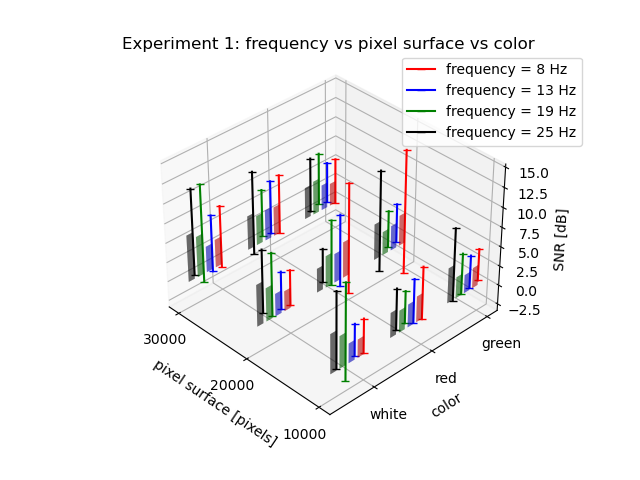 Experiment 1: frequency vs pixel surface vs color
frequency = 8 Hz
frequency = 13 Hz
frequency = 19 Hz
frequency = 25 Hz
15.0
12.5
10.0
7.5
5.0
2.5
0.0
−2.5
SNR [dB]
30000
20000
10000
pixel surface [pixels]
white
red
green
color